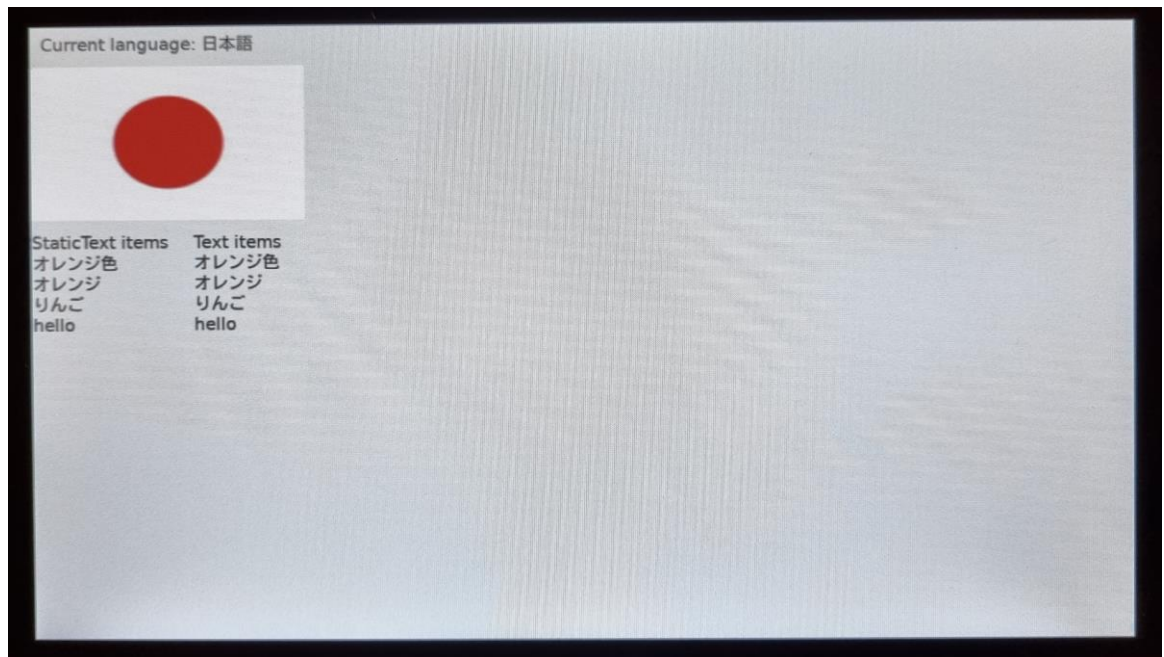 Current language: 日本語
StaticText items
オレンジ色
オレンジ
りんご
hello
Text items
オレンジ色
オレンジ
りんご
hello